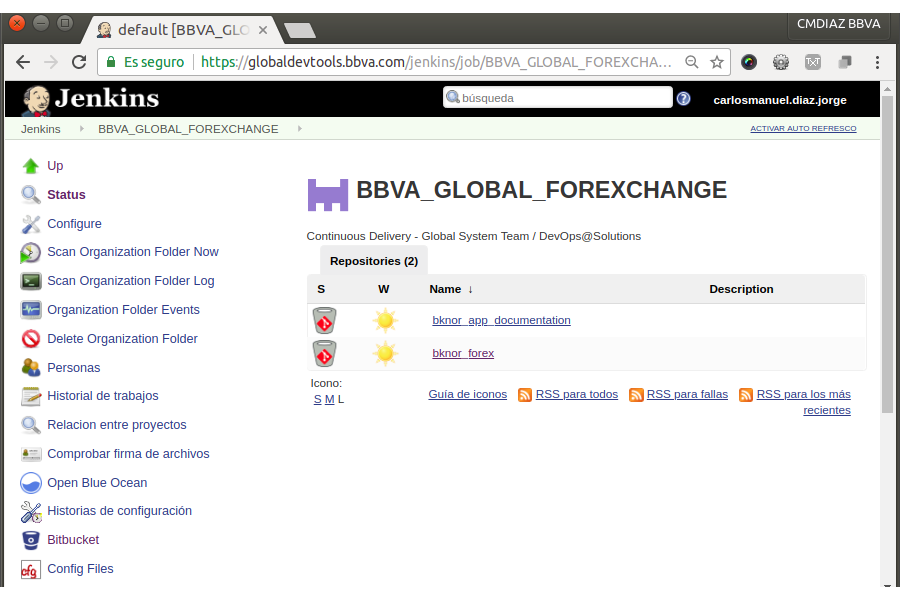 default [BBVA_GLO
CMDIAZ BBVA
Es seguro
https://globaldevtools.bbva.com/jenkins/job/BBVA_GLOBAL_FOREXCHA...
Jenkins
búsqueda
carlosmanuel.diaz.jorge
Jenkins
BBVA_GLOBAL_FOREXCHANGE
ACTIVAR AUTO REFRESCO
Up
Status
Configure
Scan Organization Folder Now
Scan Organization Folder Log
Organization Folder Events
Delete Organization Folder
Personas
Historial de trabajos
Relacion entre proyectos
Comprobar firma de archivos
Open Blue Ocean
Historias de configuración
Bitbucket
cfg Config Files
BBVA_GLOBAL_FOREXCHANGE
Continuous Delivery - Global System Team / DevOps@Solutions
Repositories (2)
S W Name ↓ Description
bknor_app_documentation
bknor_forex
Icono:
S M L
Guía de iconos RSS para todos RSS para fallas RSS para los más
recientes